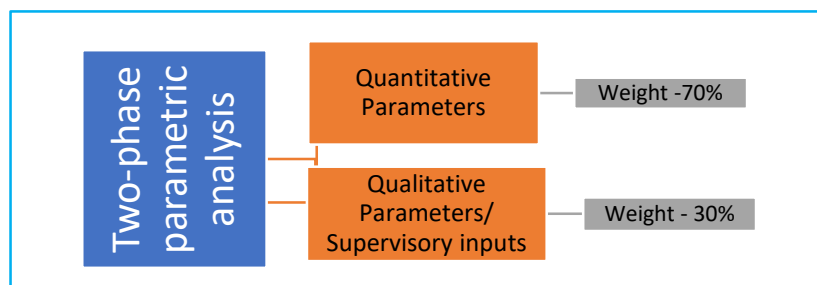 Two-phase
parametric
analysis
Quantitative
Parameters
Weight -70%
Qualitative
Parameters/
Supervisory inputs
Weight - 30%